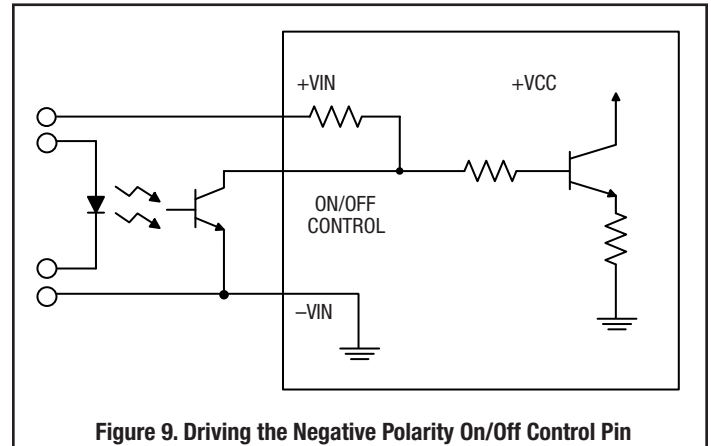 +VIN
+VCC
ON/OFF
CONTROL
–VIN
Figure 9. Driving the Negative Polarity On/Off Control Pin